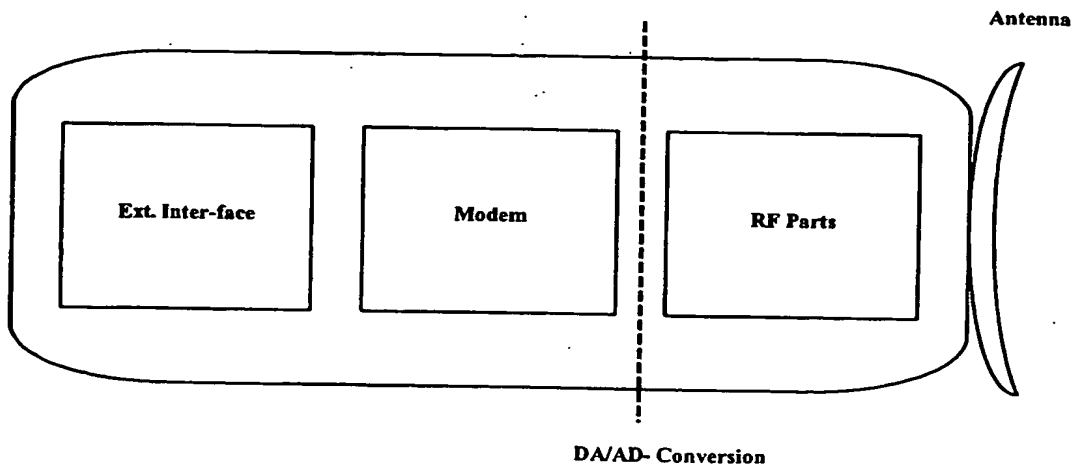 Antenna
Ext. Inter-face
Modem
RF Parts
DA/AD- Conversion